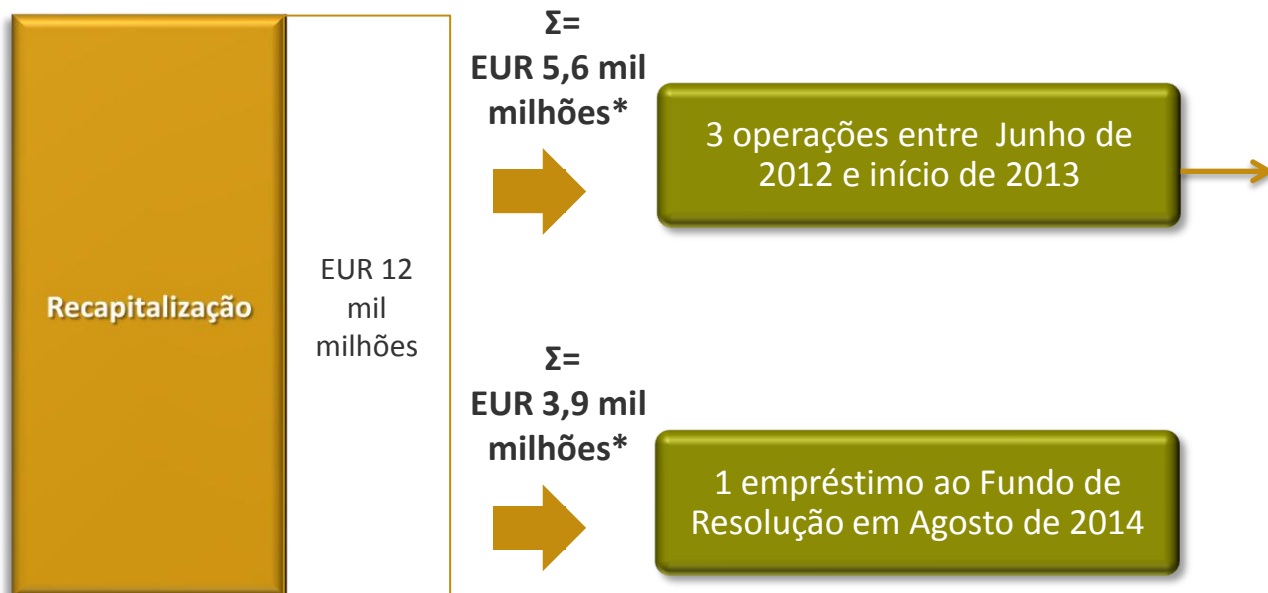 Recapitalização
EUR 12
mil
milhões
Σ=
EUR 5,6 mil
milhões*
3 operações entre Junho de
2012 e início de 2013
Σ=
EUR 3,9 mil
milhões*
1 empréstimo ao Fundo de
Resolução em Agosto de 2014